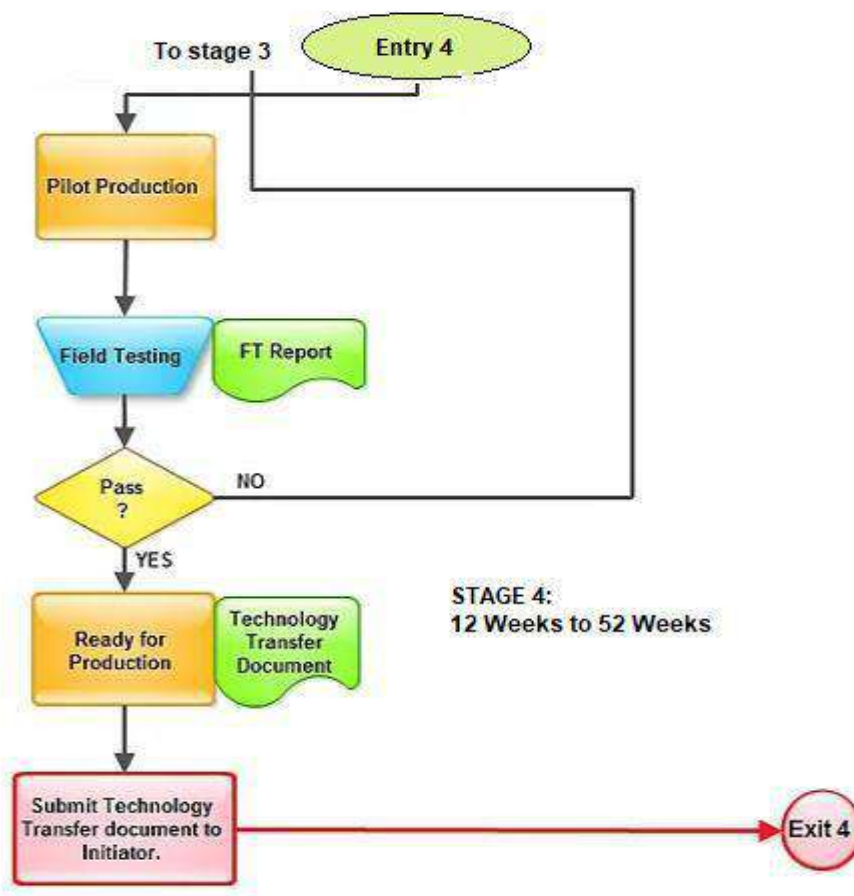 To stage 3
Entry 4
Pilot Production
Field Testing
FT Report
Pass
?
NO
YES
Ready for
Production
Technology
Transfer
Document
STAGE 4:
12 Weeks to 52 Weeks
Submit Technology
Transfer document to
Initiator.
Exit 4